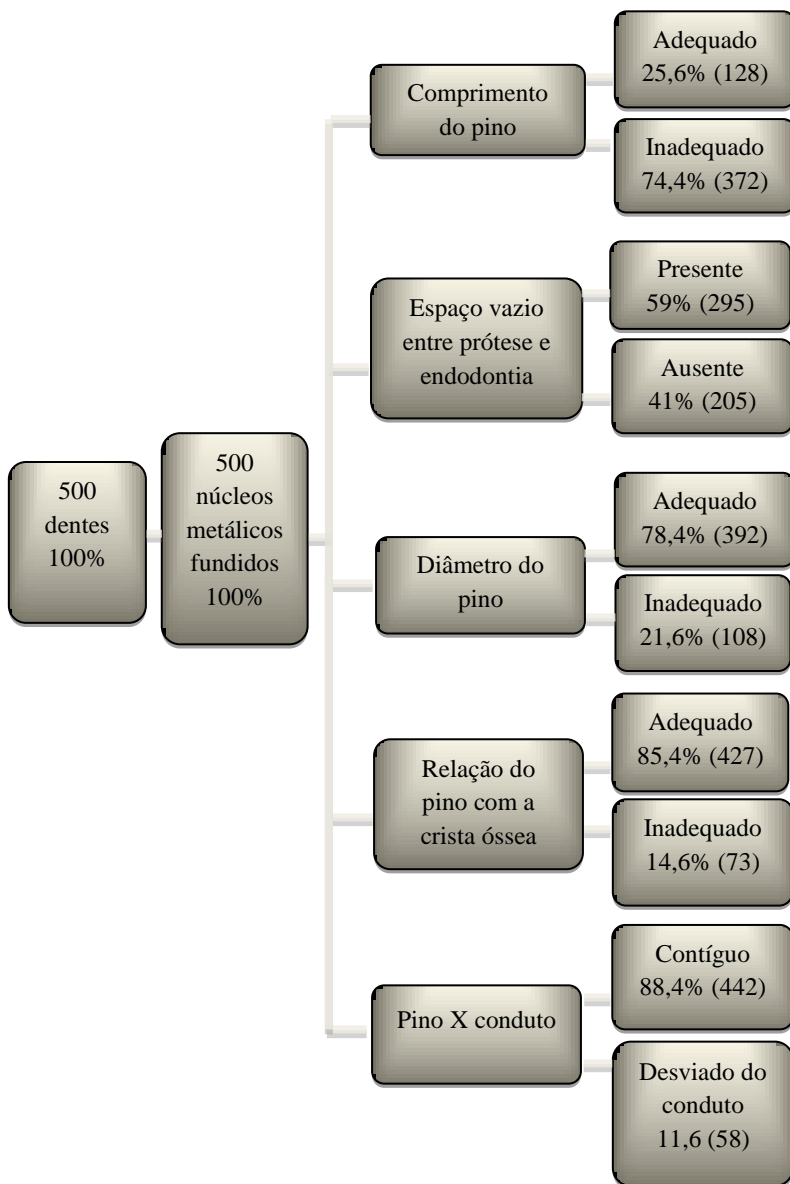 500
dentes
100%
500
núcleos
metálicos
fundidos
100%
Comprimento
do pino
Adequado
25,6% (128)
Inadequado
74,4% (372)
Espaço vazio
entre prótese e
endodontia
Presente
59% (295)
Ausente
41% (205)
Diâmetro do
pino
Adequado
78,4% (392)
Inadequado
21,6% (108)
Relação do
pino com a
crista óssea
Adequado
85,4% (427)
Inadequado
14,6% (73)
Pino X conduto
Contíguo
88,4% (442)
Desviado do
conduto
11,6 (58)